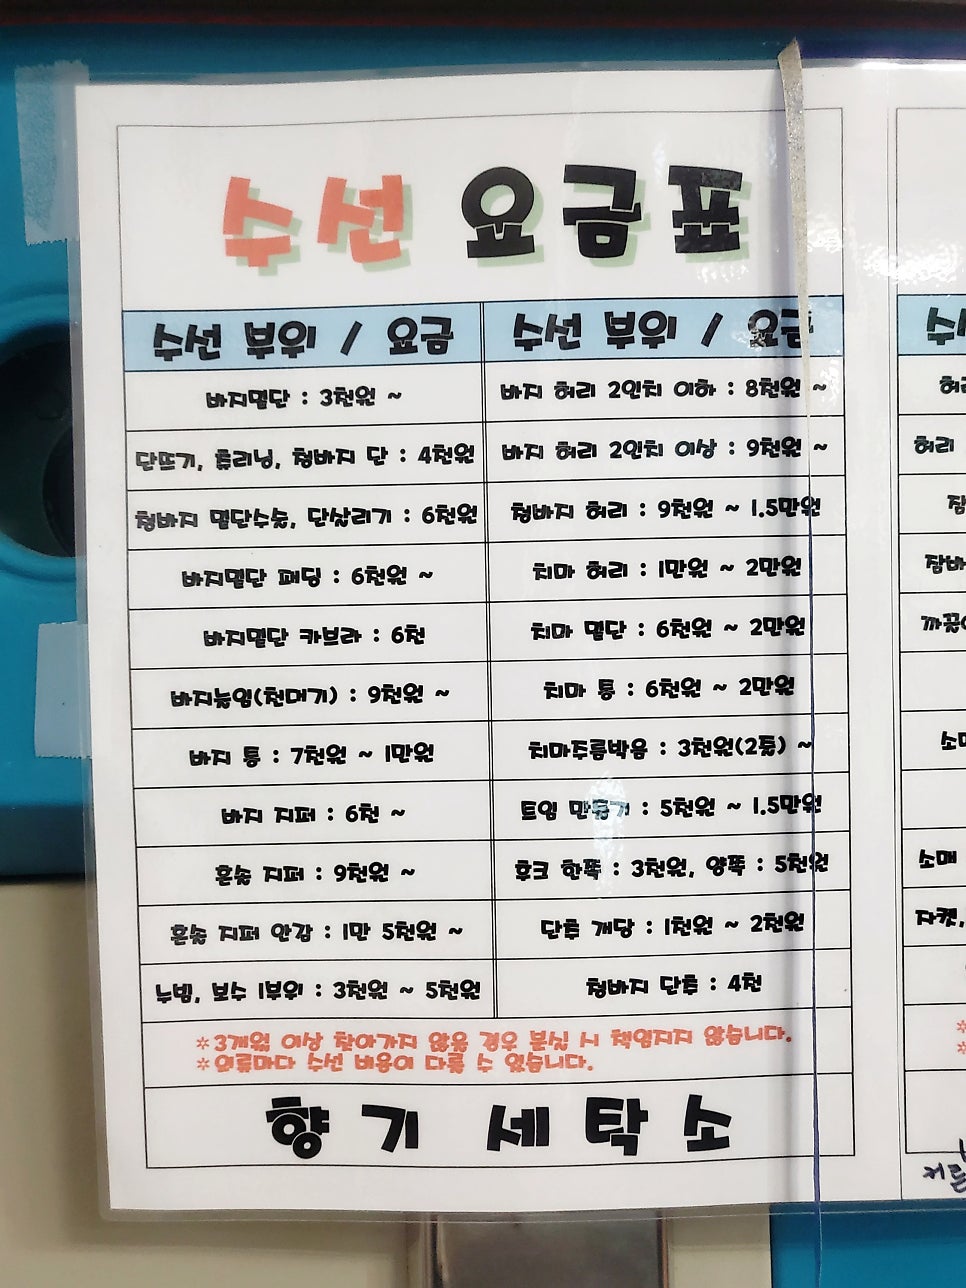 수선 요금표
수선 부위 / 요금
수선 부위 / 요금
바지밑단 : 3천원 ~
바지 허리 2인치 이하 : 8천원 ~
단뜨기, 츄리닝, 청바지 단 : 4천원
바지 허리 2인치 이상 : 9천원 ~
청바지 밑단수술, 단살리기 : 6천원
청바지 허리 : 9천원 ~ 1.5만원
바지밑단 패딩 : 6천원 ~
치마 허리 : 1만원 ~ 2만원
바지밑단 카브라 : 6천
치마 밑단 : 6천원 ~ 2만원
바지늘임(천대기) : 9천원 ~
치마 통 : 6천원 ~ 2만원
바지 통 : 7천원 ~ 1만원
치마주름박음 : 3천원(2줄) ~
바지 지퍼 : 6천 ~
트임 만들기 : 5천원 ~ 1.5만원
혼솔 지퍼 : 9천원 ~
후크 한쪽 : 3천원, 양쪽 : 5천원
혼솔 지퍼 안감 : 1만 5천원 ~
단추 개당 : 1천원 ~ 2천원
누빔, 보수 1부위 : 3천원 ~ 5천원
청바지 단추 : 4천
*3개월 이상 찾아가지 않을 경우 분실 시 책임지지 않습니다.
*의류마다 수선 비용이 다를 수 있습니다.
향기 세탁소
허리
소매
자켓,